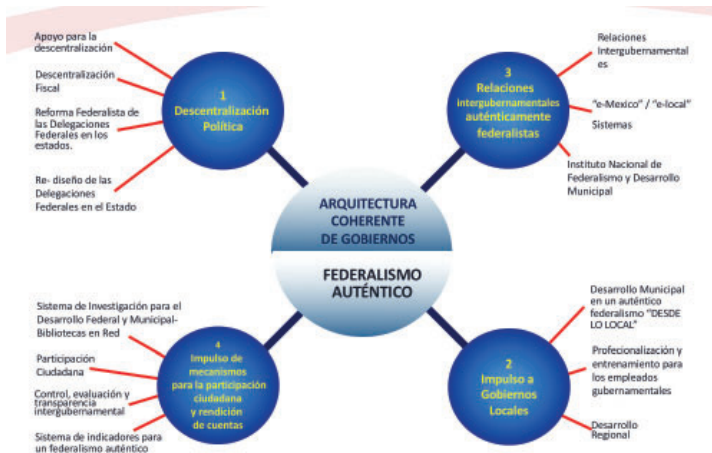 Apoyo para la
descentralización
Descentralización
Fiscal
Reforma Federalista de
las Delegaciones
Federales en los
estados.
Re- diseño de las
Delegaciones
Federales en el Estado
1
Descentralización
Política
3
Relaciones
intergubernamentales
auténticamente
federalistas
Relaciones
Intergubernamental
es
"e-Mexico" / "e-local"
Sistemas
Instituto Nacional de
Federalismo y Desarrollo
Municipal
ARQUITECTURA
COHERENTE
DE GOBIERNOS
FEDERALISMO
AUTÉNTICO
Sistema de Investigación para el
Desarrollo Federal y Municipal-
Bibliotecas en Red
Participación
Ciudadana
Control, evaluación y
transparencia
intergubernamental
Sistema de indicadores para
un federalismo auténtico
4
Impulso de
mecanismos
para la participación
ciudadana
y rendición
de cuentas
2
Impulso a
Gobiernos
Locales
Desarrollo Municipal
en un auténtico
federalismo "DESDE
LO LOCAL"
Profecionalización y
entrenamiento para
los empleados
gubernamentales
Desarrollo
Regional